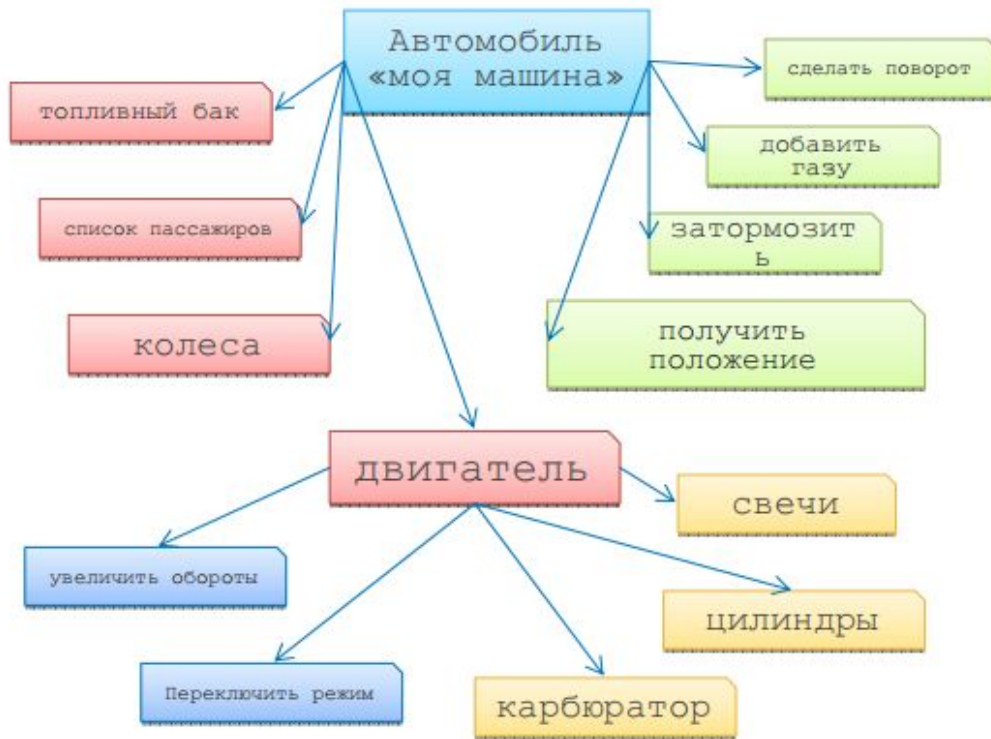 Автомобиль
«моя машина»
сделать поворот
топливный бак
добавить
газу
список пассажиров
затормозит
ь
колеса
получить
положение
двигатель
свечи
увеличить обороты
цилиндры
Переключить режим
карбюратор